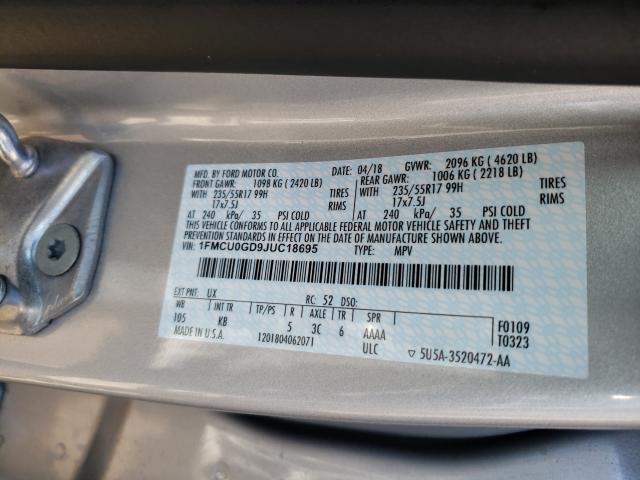 MFD. BY FORD MOTOR CO. DATE: 04/18 GVWR: 2096 KG ( 4620 LB)
FRONT GAWR: 1098 KG ( 2420 LB) REAR GAWR: 1006 KG ( 2218 LB)
WITH 235/55R17 99H TIRES WITH 235/55R17 99H TIRES
17x7.5J RIMS 17x7.5J RIMS
AT 240 kPa/ 35 PSI COLD AT 240 kPa/ 35 PSI COLD
THIS VEHICLE CONFORMS TO ALL APPLICABLE FEDERAL MOTOR VEHICLE SAFETY AND THEFT
PREVENTION STANDARDS IN EFFECT ON THE DATE OF MANUFACTURE SHOWN ABOVE.
VIN: 1FMCU0GD9JUC18695 TYPE: MPV
EXT PNT: UX RC: 52 DSO:
WB INT TR TP/PS R AXLE TR SPR
105 KB 5 3C 6 AAAA F0109
MADE IN U.S.A. 1201804062071 ULC T0323
▽ 5U5A-3520472-AA